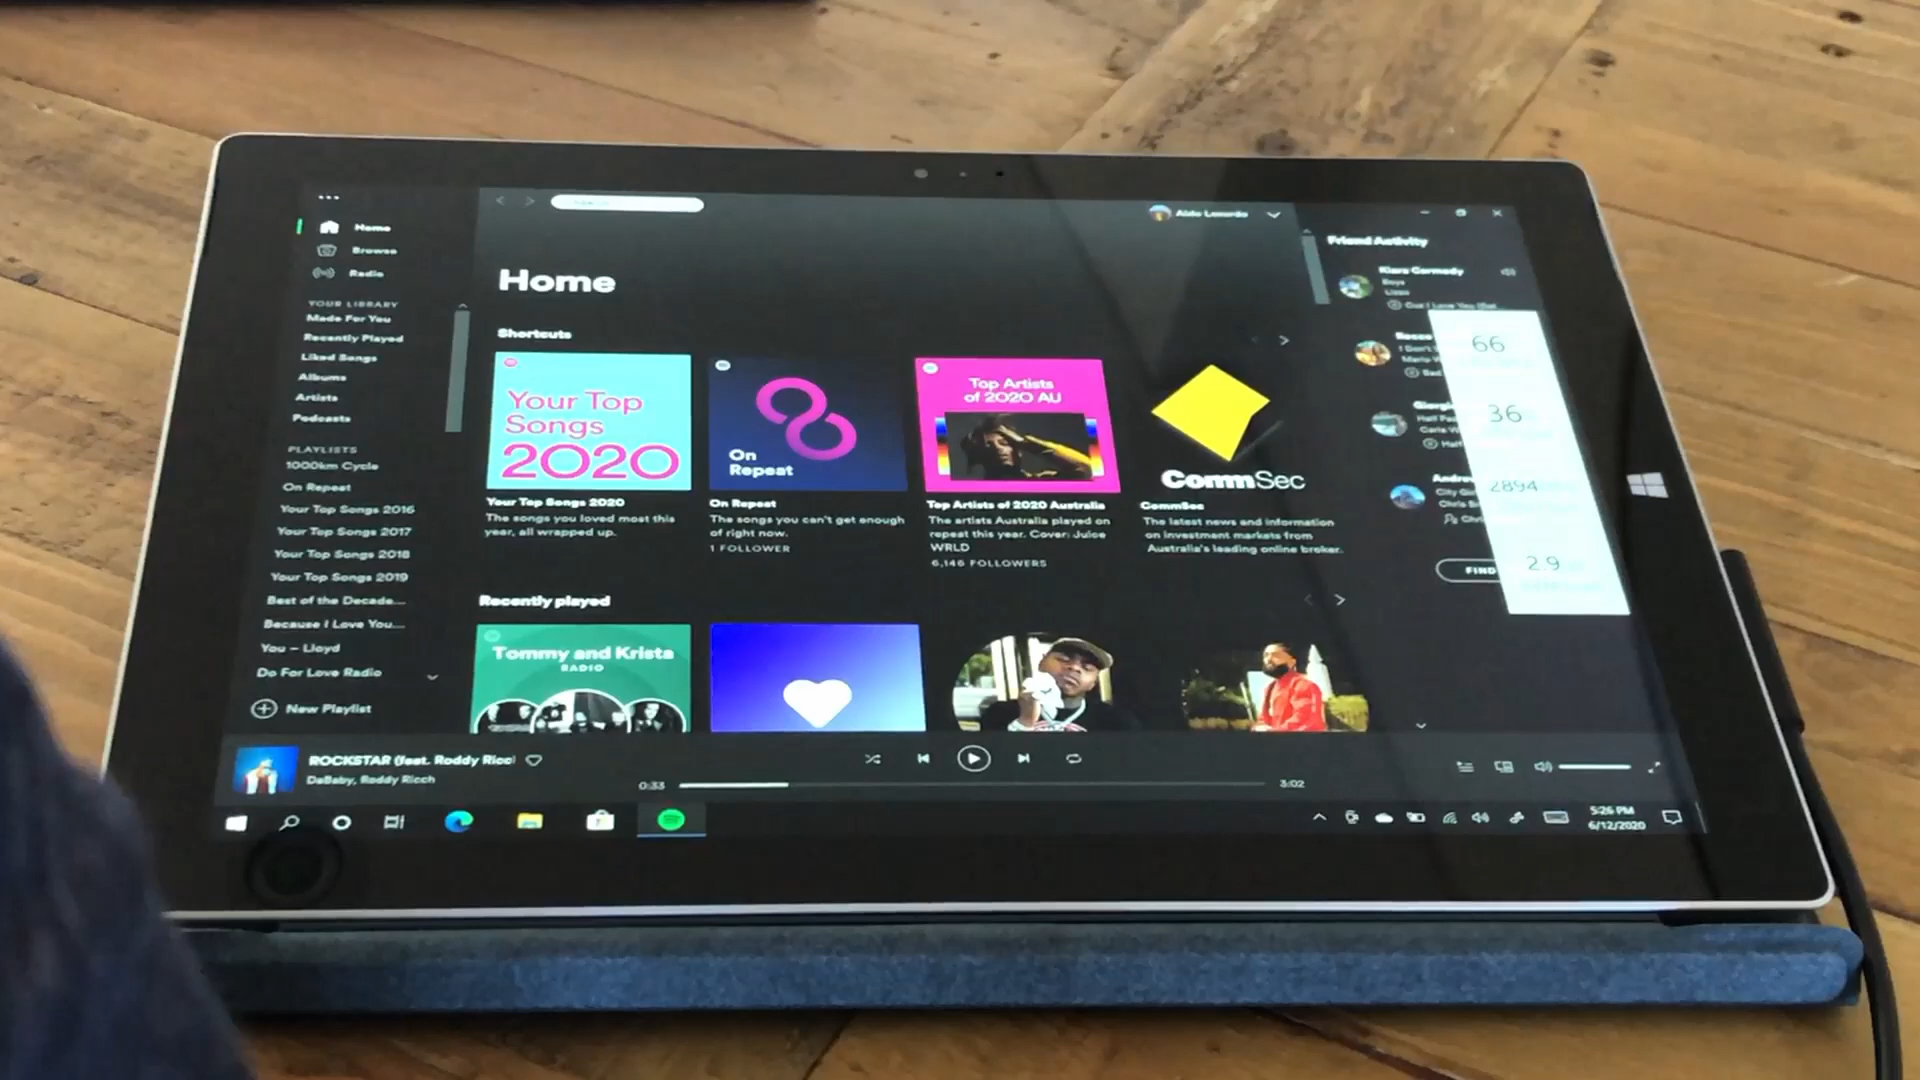 Home
Browse
Radio
YOUR LIBRARY
Made For You
Recently Played
Liked Songs
Albums
Artists
Podcasts
PLAYLISTS
1000km Cycle
On Repeat
Your Top Songs 2016
Your Top Songs 2017
Your Top Songs 2018
Your Top Songs 2019
Best of the Decade...
Because I Love You...
You – Lloyd
Do For Love Radio
New Playlist
Home
Shortcuts
Your Top
Songs
2020
Your Top Songs 2020
The songs you loved most this
year, all wrapped up.
On
Repeat
On Repeat
The songs you can't get enough
of right now.
1 FOLLOWER
Top Artists
of 2020 AU
Top Artists of 2020 Australia
The artists Australia played on
repeat this year. Cover: Juice
WRLD
6,146 FOLLOWERS
CommSec
CommSec
The latest news and information
on investment markets from
Australia's leading online broker.
Recently played
Tommy and Krista
RADIO
Friend Activity
Boys
Lizzo
Cuz I Love You
FIND
66
36
2894
2.9
ROCKSTAR (feat. Roddy Ricc
DaBaby, Roddy Ricch
0:33
3:02
5:26 PM
6/12/2020